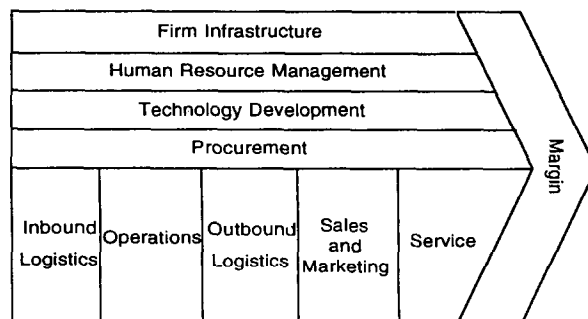 Firm Infrastructure
Human Resource Management
Technology Development
Procurement
Margin
Inbound
Logistics
Operations
Outbound
Logistics
Sales
and
Marketing
Service